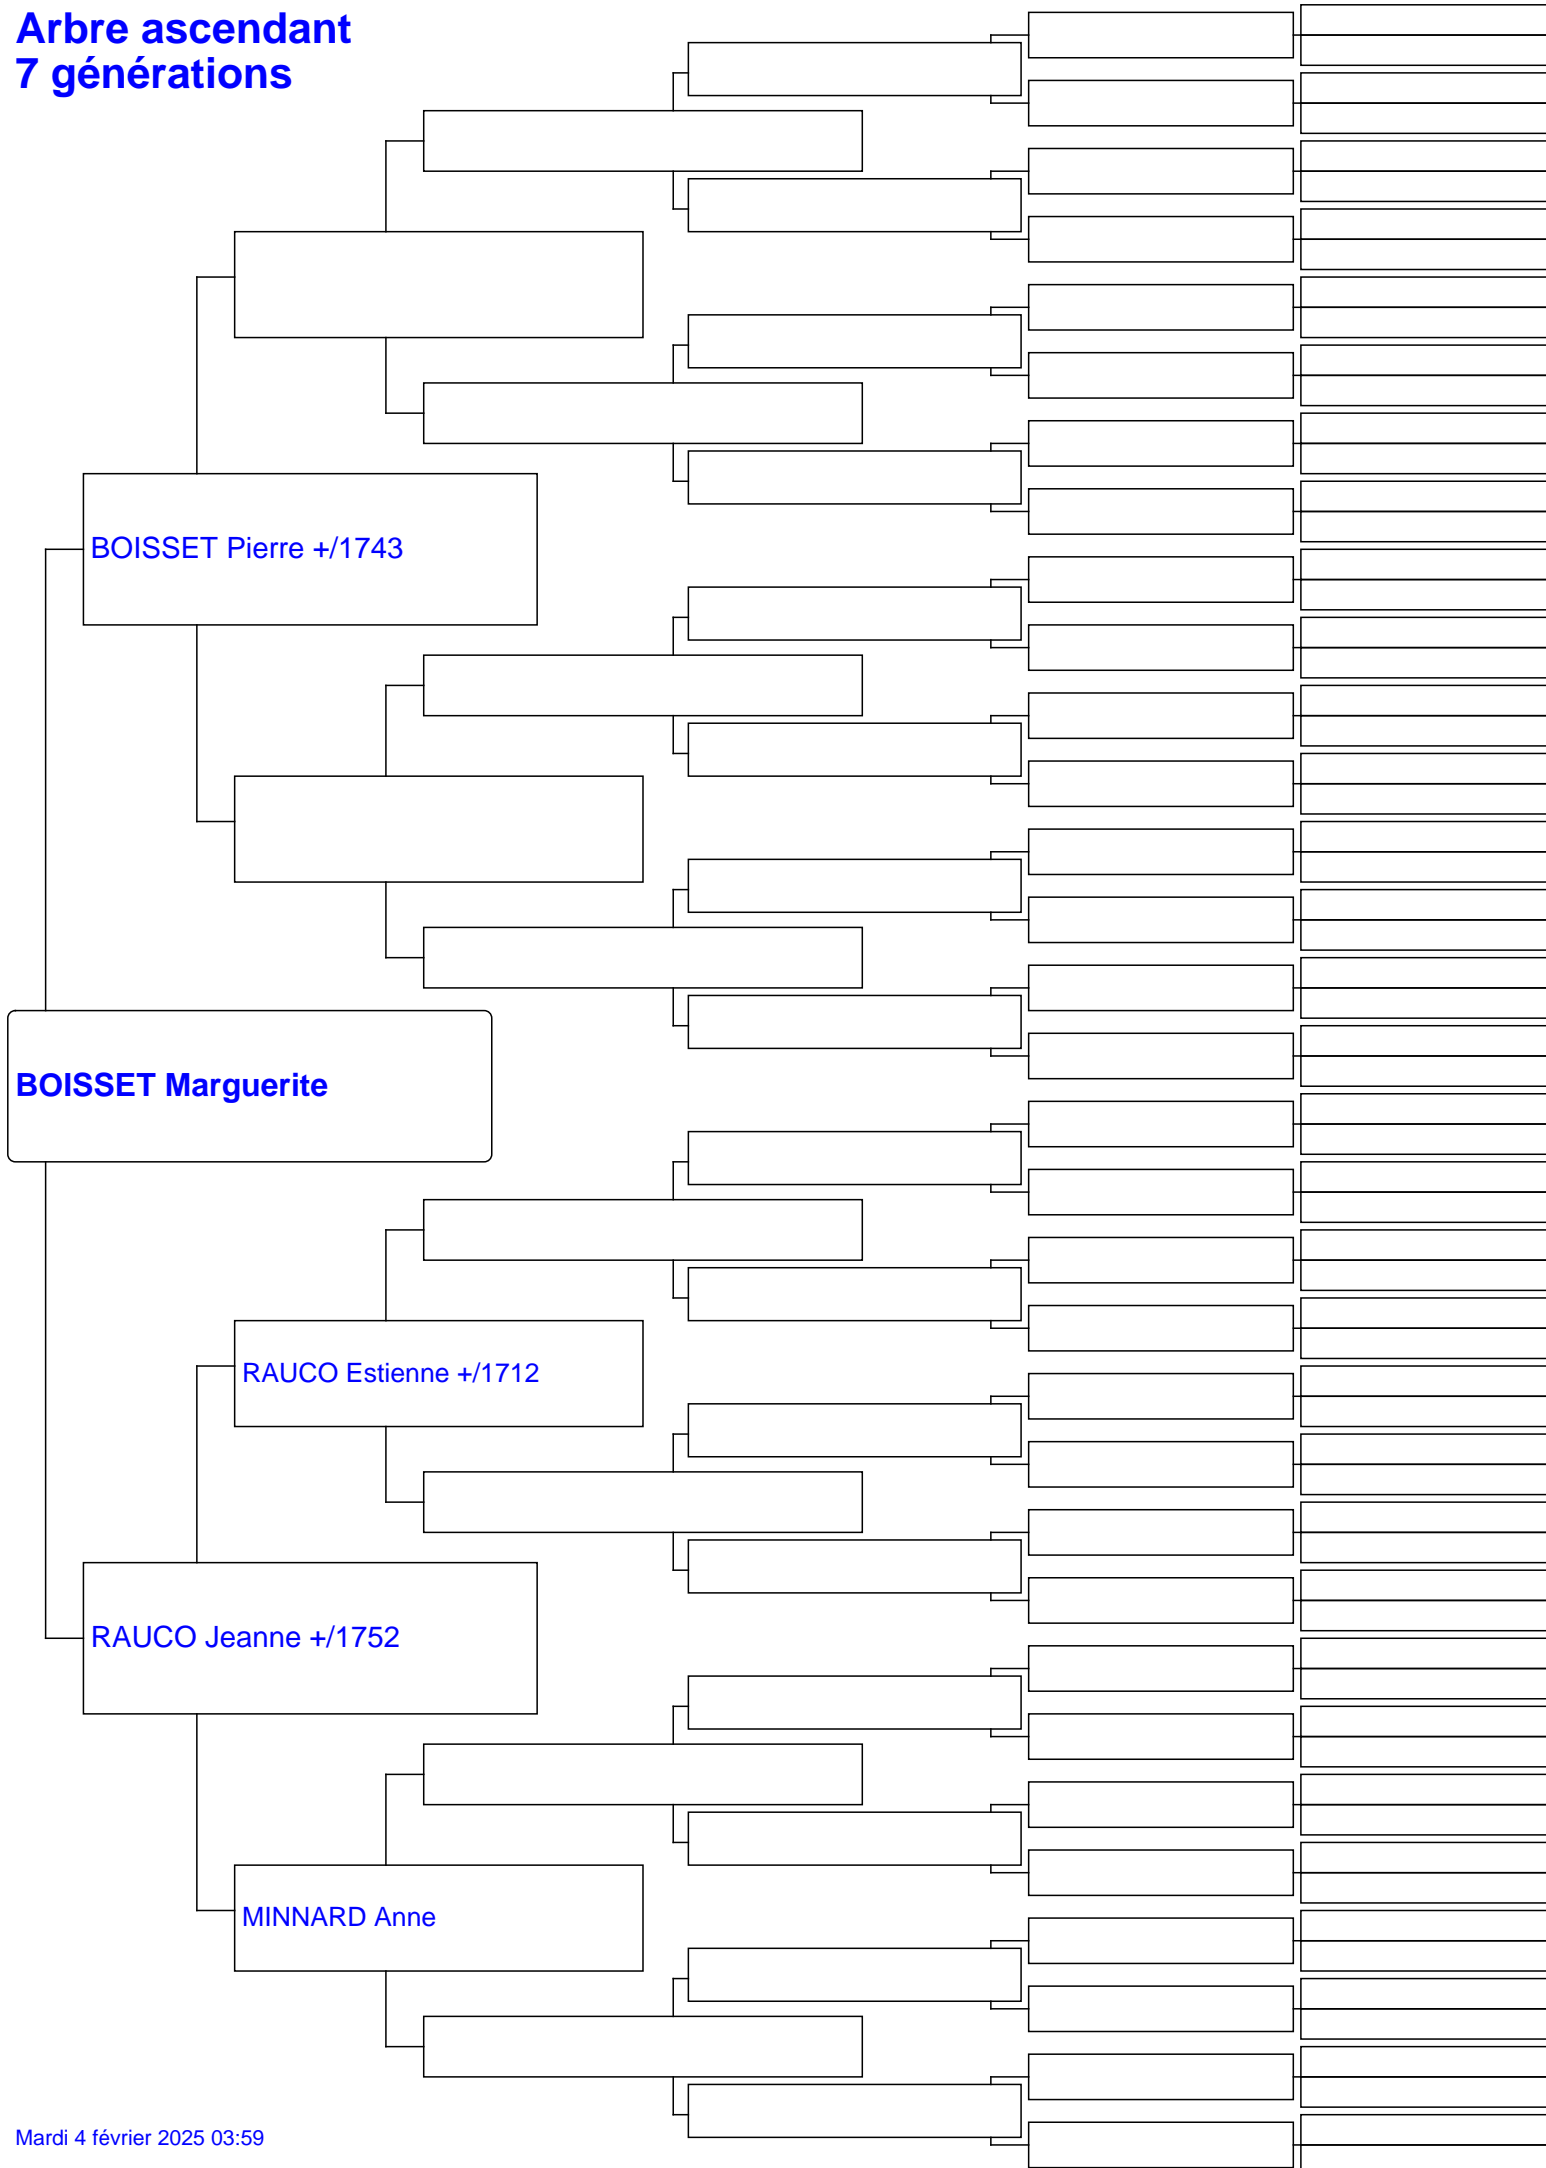 Arbre ascendant
7 générations
BOISSET Pierre +/1743
BOISSET Marguerite
RAUCO Estienne +/1712
RAUCO Jeanne +/1752
MINNARD Anne
Mardi 4 février 2025 03:59